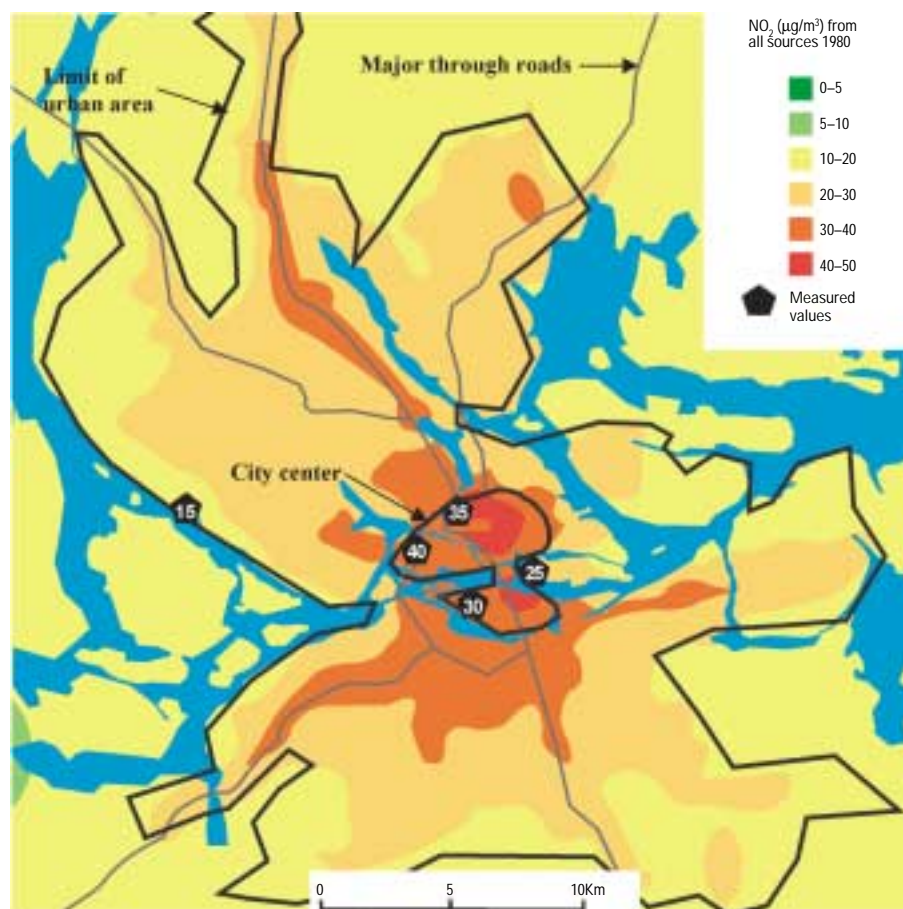 NO₂ (µg/m³) from
all sources 1980
0–5
5–10
10–20
20–30
30–40
40–50
Measured
values
Limit of
urban area
Major through roads
City center
15
35
40
25
30
0 5 10Km